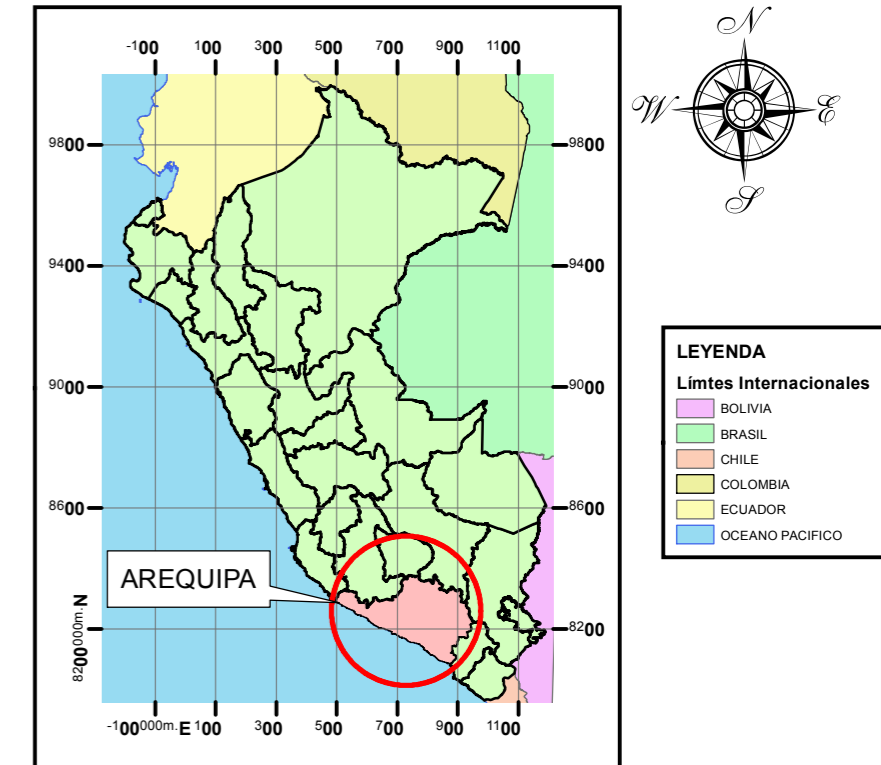 -100 100 300 500 700 900 1100
N
W E
S
9800 9800
9400 9400
LEYENDA
Límtes Internacionales
BOLIVIA
BRASIL
CHILE
COLOMBIA
ECUADOR
OCEANO PACIFICO
9000 9000
8600 8600
AREQUIPA
8200000m.N 8200
-100000m.E 100 300 500 700 900 1100